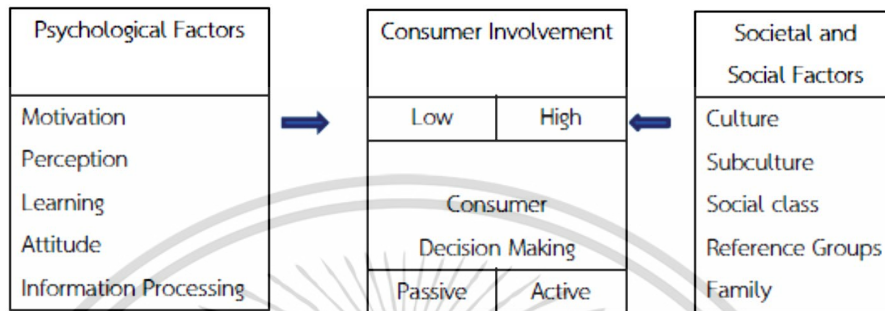 Psychological Factors
Motivation
Perception
Learning
Attitude
Information Processing
Consumer Involvement
Low High
Consumer
Decision Making
Passive Active
Societal and
Social Factors
Culture
Subculture
Social class
Reference Groups
Family